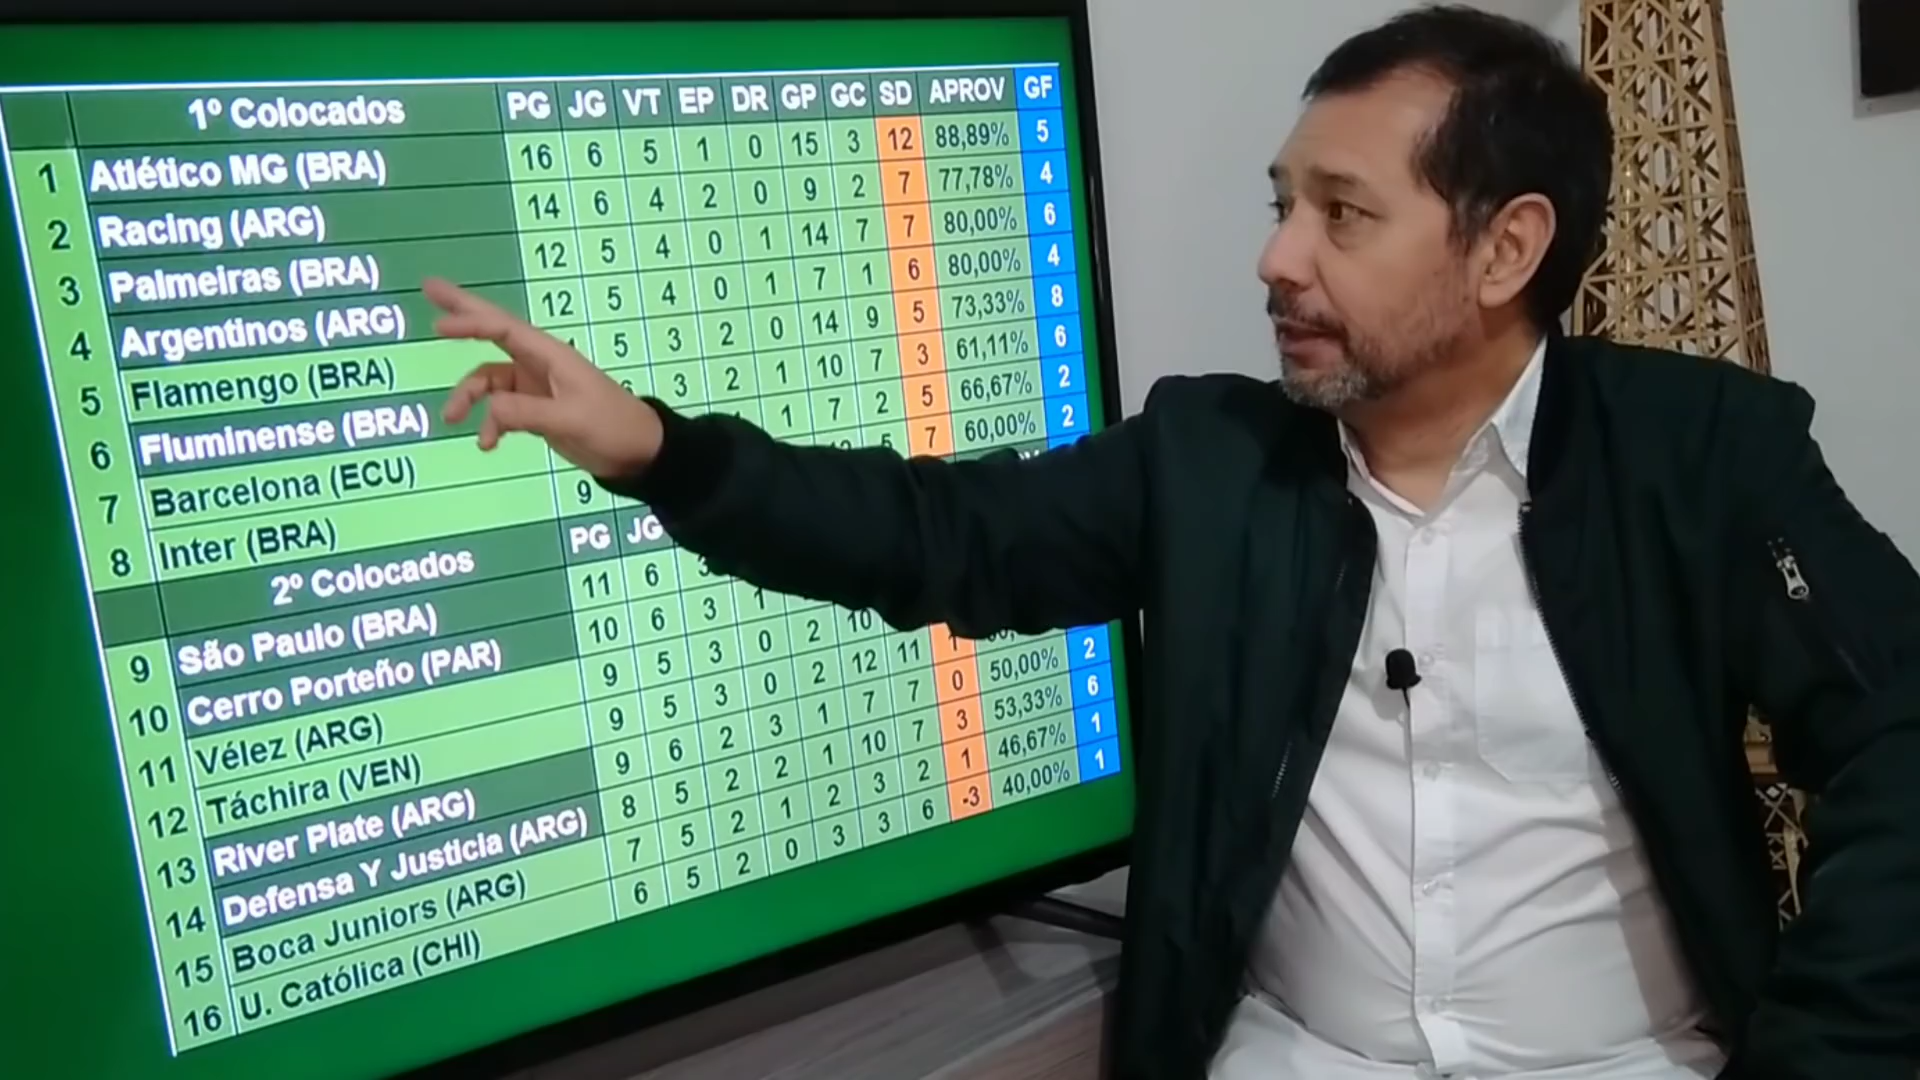 1º Colocados PG JG VT EP DR GP GC SD APROV GF
1 Atlético MG (BRA) 16 6 5 1 0 15 3 12 88,89% 5
2 Racing (ARG) 14 6 4 2 0 9 2 7 77,78% 4
3 Palmeiras (BRA) 12 5 4 0 1 14 7 7 80,00% 6
4 Argentinos (ARG) 12 5 4 0 1 7 1 6 80,00% 4
5 Flamengo (BRA) 5 3 2 0 14 9 5 73,33% 8
6 Fluminense (BRA) 3 2 1 10 7 3 61,11% 6
7 Barcelona (ECU) 1 7 2 5 66,67% 2
8 Inter (BRA) 9 7 60,00% 2
2º Colocados PG JG
9 São Paulo (BRA) 11 6
10 Cerro Porteño (PAR) 10 6 3 1
11 Vélez (ARG) 9 5 3 0 2 10
12 Táchira (VEN) 9 5 3 0 2 12 11 1
13 River Plate (ARG) 9 6 2 3 1 7 7 0 50,00% 2
14 Defensa Y Justicia (ARG) 8 5 2 2 1 10 7 3 53,33% 6
15 Boca Juniors (ARG) 7 5 2 1 2 3 2 1 46,67% 1
16 U. Católica (CHI) 6 5 2 0 3 3 6 -3 40,00% 1